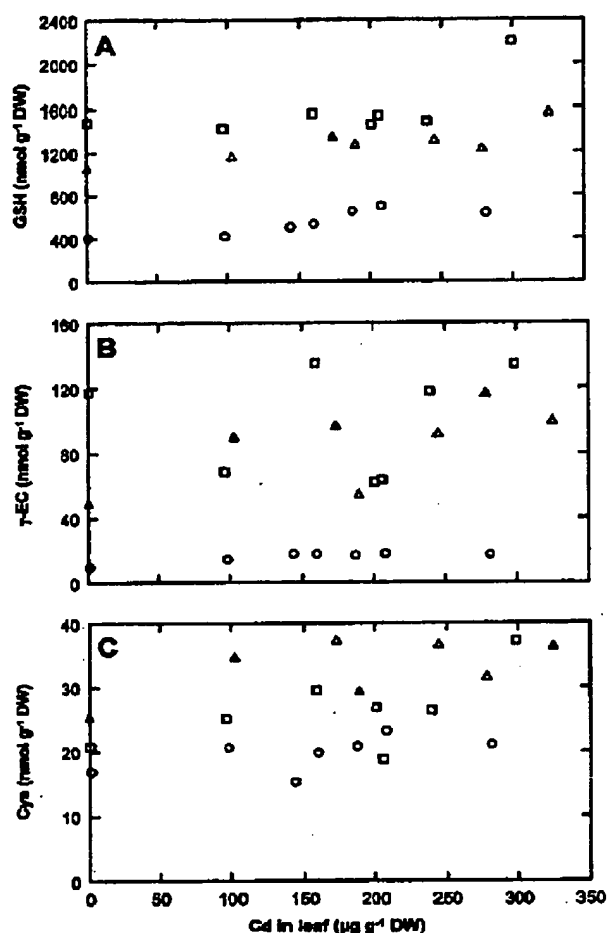 A
2400
2000
1600
1200
800
400
0
GSH (nmol g-1 DW)
B
160
120
80
40
0
γ-EC (nmol g-1 DW)
C
40
30
20
10
0
Cys (nmol g-1 DW)
0 50 100 150 200 250 300 350
Cd in leaf (µg g-1 DW)